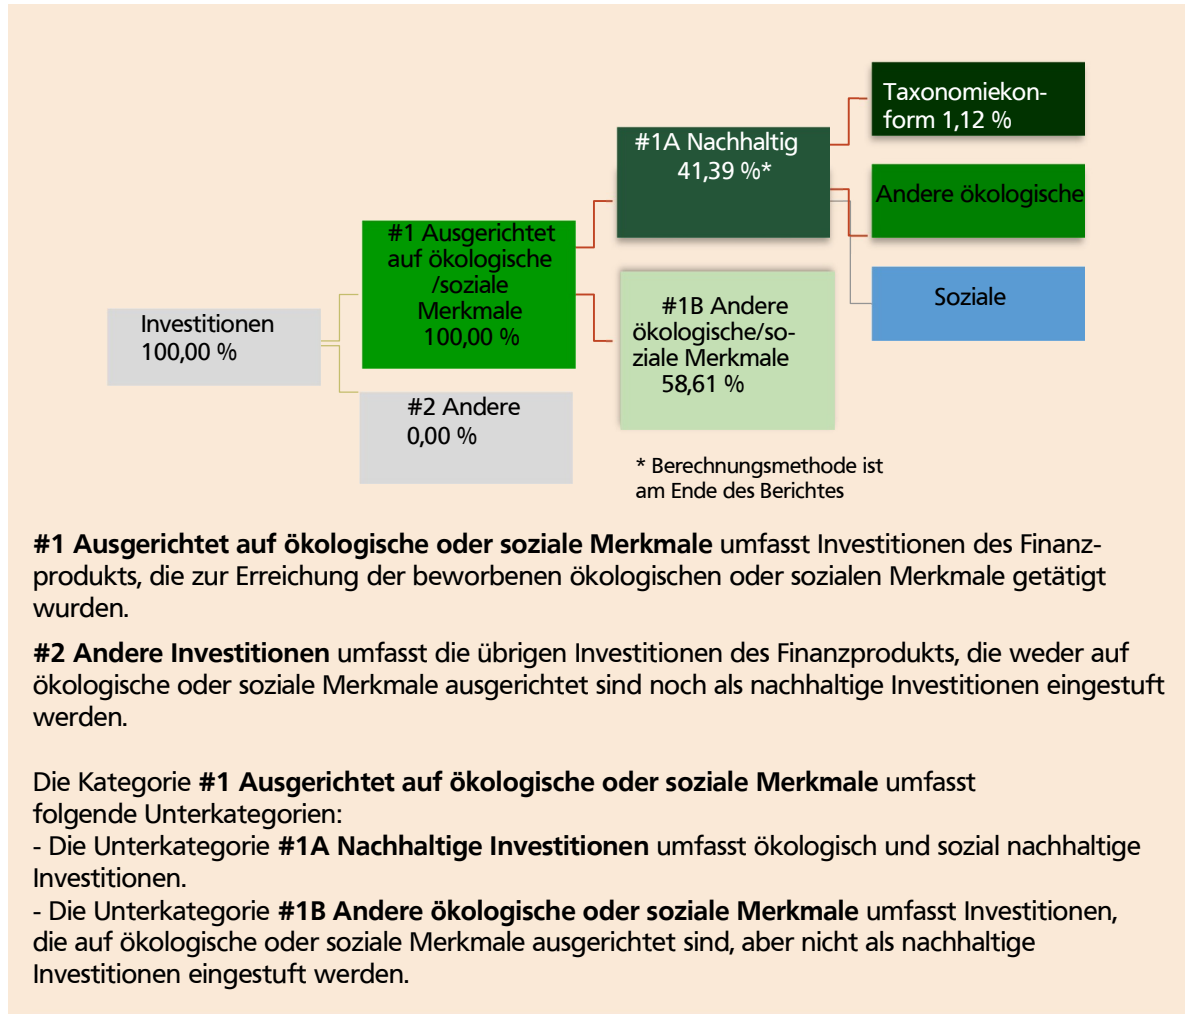 Investitionen
100,00 %
#1 Ausgerichtet
auf ökologische
/soziale
Merkmale
100,00 %
#2 Andere
0,00 %
#1A Nachhaltig
41,39 %*
#1B Andere
ökologische/so-
ziale Merkmale
58,61 %
Taxonomiekon-
form 1,12 %
Andere ökologische
Soziale
* Berechnungsmethode ist
am Ende des Berichtes
#1 Ausgerichtet auf ökologische oder soziale Merkmale umfasst Investitionen des Finanz-
produkts, die zur Erreichung der beworbenen ökologischen oder sozialen Merkmale getätigt
wurden.
#2 Andere Investitionen umfasst die übrigen Investitionen des Finanzprodukts, die weder auf
ökologische oder soziale Merkmale ausgerichtet sind noch als nachhaltige Investitionen eingestuft
werden.
Die Kategorie #1 Ausgerichtet auf ökologische oder soziale Merkmale umfasst
folgende Unterkategorien:
- Die Unterkategorie #1A Nachhaltige Investitionen umfasst ökologisch und sozial nachhaltige
Investitionen.
- Die Unterkategorie #1B Andere ökologische oder soziale Merkmale umfasst Investitionen,
die auf ökologische oder soziale Merkmale ausgerichtet sind, aber nicht als nachhaltige
Investitionen eingestuft werden.